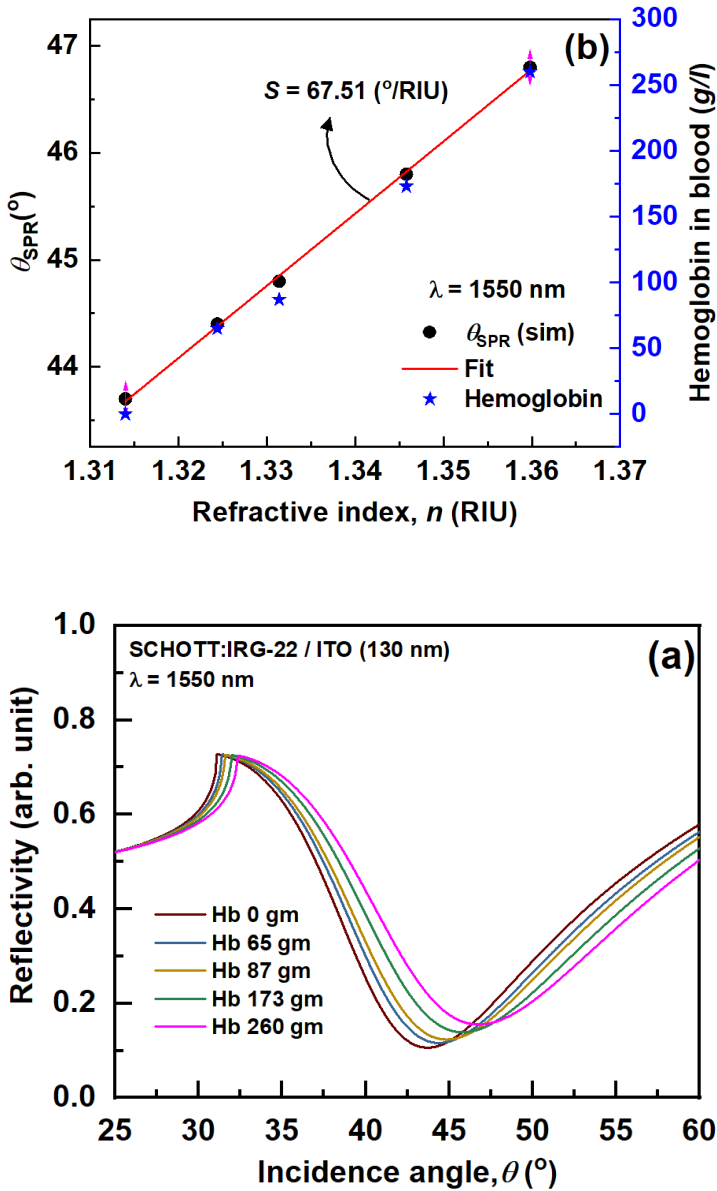 (b)
S = 67.51 (°/RIU)
λ = 1550 nm
θSPR (sim)
Fit
Hemoglobin
47
46
45
44
θSPR(°)
300
250
200
150
100
50
0
Hemoglobin in blood (g/l)
1.31 1.32 1.33 1.34 1.35 1.36 1.37
Refractive index, n (RIU)
(a)
SCHOTT:IRG-22 / ITO (130 nm)
λ = 1550 nm
Hb 0 gm
Hb 65 gm
Hb 87 gm
Hb 173 gm
Hb 260 gm
1.0
0.8
0.6
0.4
0.2
0.0
Reflectivity (arb. unit)
25 30 35 40 45 50 55 60
Incidence angle, θ (°)